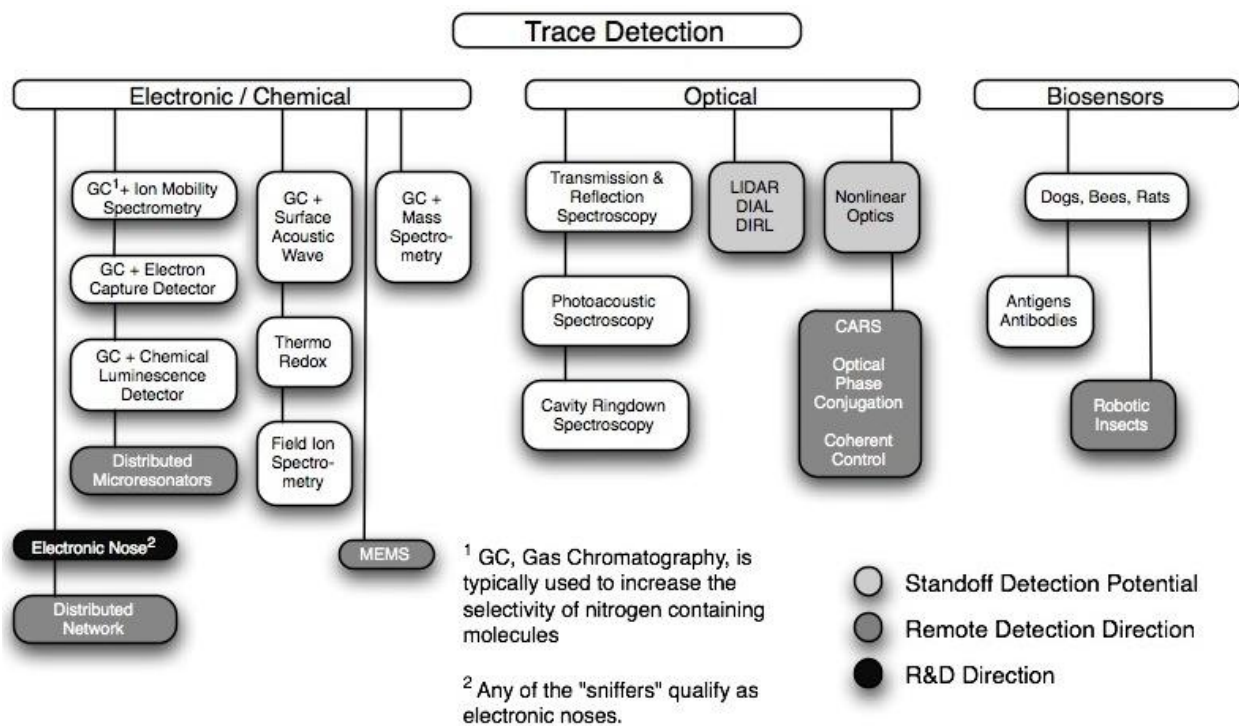 Trace Detection
Electronic / Chemical
Optical
Biosensors
GC¹+ Ion Mobility
Spectrometry
GC + Electron
Capture Detector
GC + Chemical
Luminescence
Detector
Distributed
Microresonators
Electronic Nose²
Distributed
Network
GC +
Surface
Acoustic
Wave
Thermo
Redox
Field Ion
Spectro-
metry
MEMS
GC +
Mass
Spectro-
metry
Transmission &
Reflection
Spectroscopy
Photoacoustic
Spectroscopy
Cavity Ringdown
Spectroscopy
LIDAR
DIAL
DIRL
Nonlinear
Optics
CARS
Optical
Phase
Conjugation
Coherent
Control
Dogs, Bees, Rats
Antigens
Antibodies
Robotic
Insects
¹ GC, Gas Chromatography, is
typically used to increase the
selectivity of nitrogen containing
molecules
² Any of the "sniffers" qualify as
electronic noses.
Standoff Detection Potential
Remote Detection Direction
R&D Direction